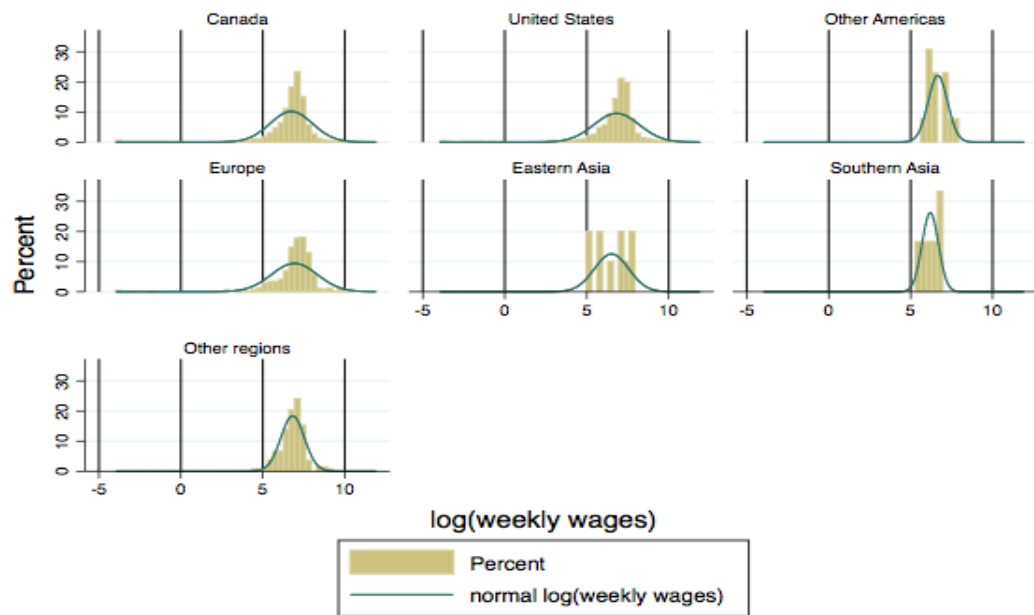 Canada
United States
Other Americas
30
20
10
0
Europe
Eastern Asia
Southern Asia
30
20
10
0
-5
0
5
10
-5
0
5
10
Other regions
30
20
10
0
-5
0
5
10
Percent
log(weekly wages)
Percent
normal log(weekly wages)